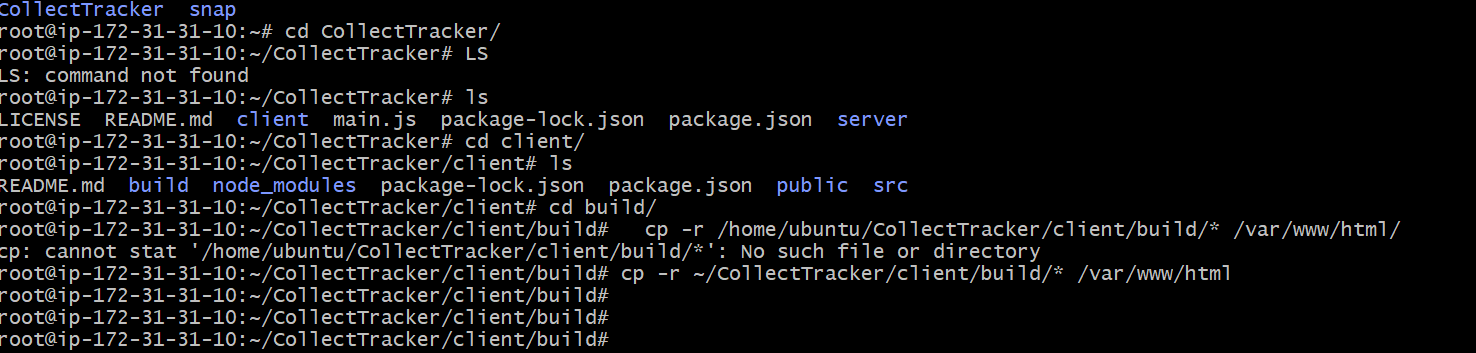 CollectTracker  snap
root@ip-172-31-31-10:~# cd CollectTracker/
root@ip-172-31-31-10:~/CollectTracker# LS
LS: command not found
root@ip-172-31-31-10:~/CollectTracker# ls
LICENSE  README.md  client  main.js  package-lock.json  package.json  server
root@ip-172-31-31-10:~/CollectTracker# cd client/
root@ip-172-31-31-10:~/CollectTracker/client# ls
README.md  build  node_modules  package-lock.json  package.json  public  src
root@ip-172-31-31-10:~/CollectTracker/client# cd build/
root@ip-172-31-31-10:~/CollectTracker/client/build#   cp -r /home/ubuntu/CollectTracker/client/build/* /var/www/html/
cp: cannot stat '/home/ubuntu/CollectTracker/client/build/*': No such file or directory
root@ip-172-31-31-10:~/CollectTracker/client/build# cp -r ~/CollectTracker/client/build/* /var/www/html
root@ip-172-31-31-10:~/CollectTracker/client/build#
root@ip-172-31-31-10:~/CollectTracker/client/build#
root@ip-172-31-31-10:~/CollectTracker/client/build#